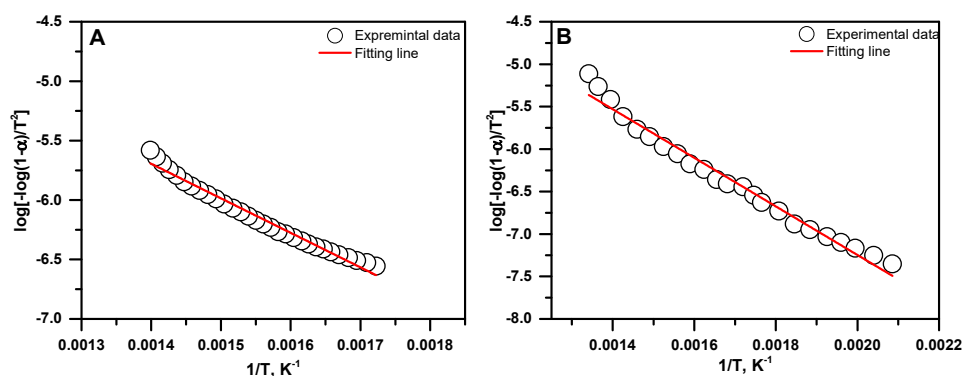 A
Expremintal data
Fitting line
-4.5
-5.0
-5.5
-6.0
-6.5
-7.0
log[-log(1-α)/T²]
0.0013 0.0014 0.0015 0.0016 0.0017 0.0018
1/T, K⁻¹
B
Experimental data
Fitting line
-4.5
-5.0
-5.5
-6.0
-6.5
-7.0
-7.5
-8.0
log[-log(1-α)/T²]
0.0014 0.0016 0.0018 0.0020 0.0022
1/T, K⁻¹